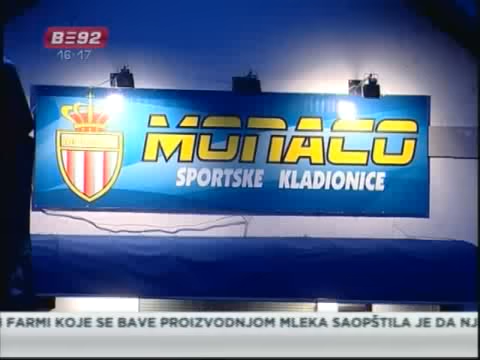 B92
16:17
MONACO
SPORTSKE KLADIONICE
FARMI KOJE SE BAVE PROIZVODNJOM MLEKA SAOPŠTILA JE DA NJ